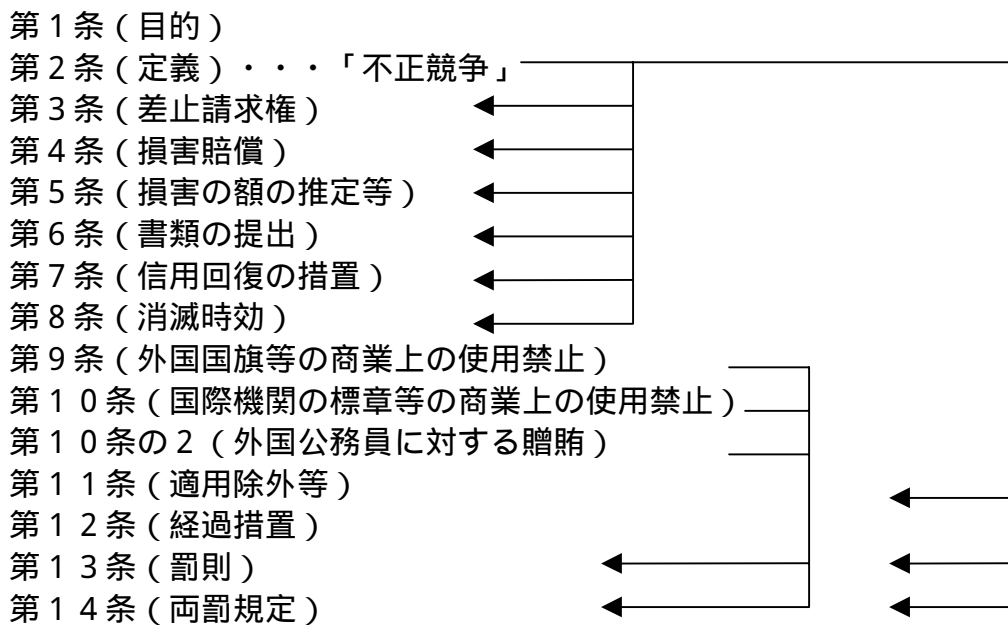 第１条（目的）
第２条（定義）・・・「不正競争」
第３条（差止請求権）
第４条（損害賠償）
第５条（損害の額の推定等）
第６条（書類の提出）
第７条（信用回復の措置）
第８条（消滅時効）
第９条（外国国旗等の商業上の使用禁止）
第１０条（国際機関の標章等の商業上の使用禁止）
第１０条の２（外国公務員に対する贈賄）
第１１条（適用除外等）
第１２条（経過措置）
第１３条（罰則）
第１４条（両罰規定）